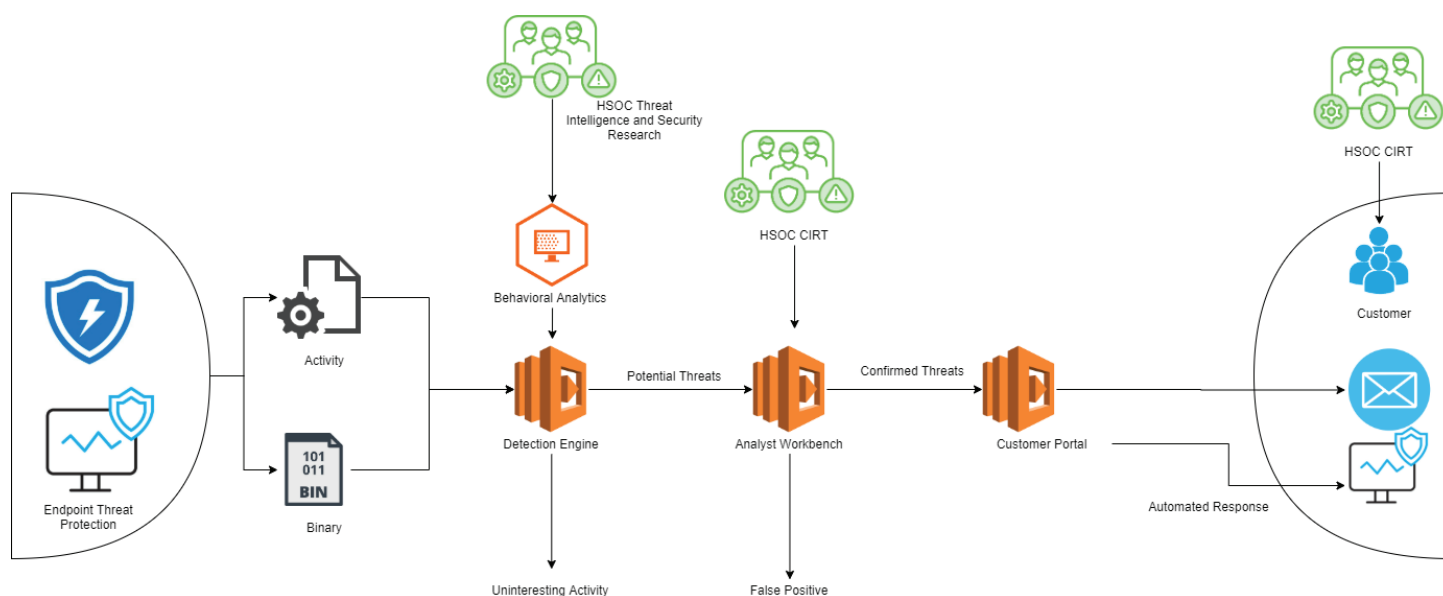 HSOC Threat
Intelligence and Security
Research
HSOC CIRT
HSOC CIRT
Behavioral Analytics
Customer
Activity
Potential Threats
Confirmed Threats
Detection Engine
Analyst Workbench
Customer Portal
101
011
BIN
Endpoint Threat
Protection
Binary
Automated Response
Uninteresting Activity
False Positive